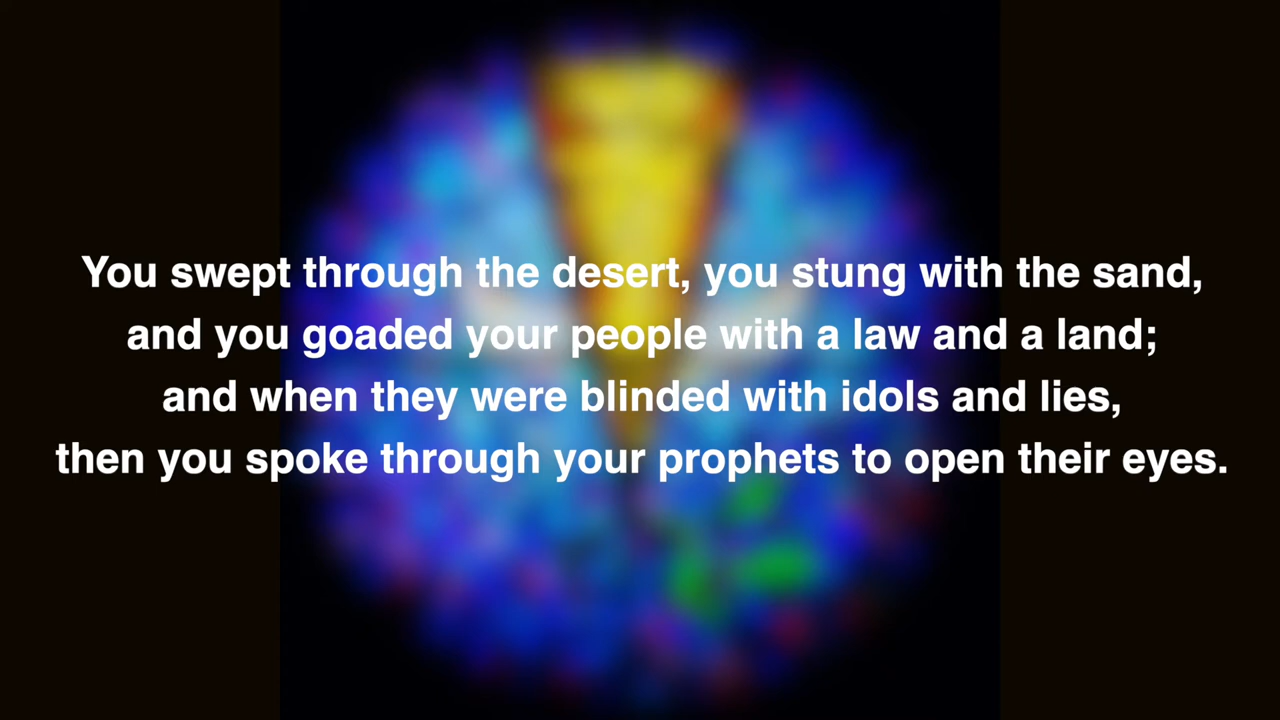 You swept through the desert, you stung with the sand,
and you goaded your people with a law and a land;
and when they were blinded with idols and lies,
then you spoke through your prophets to open their eyes.